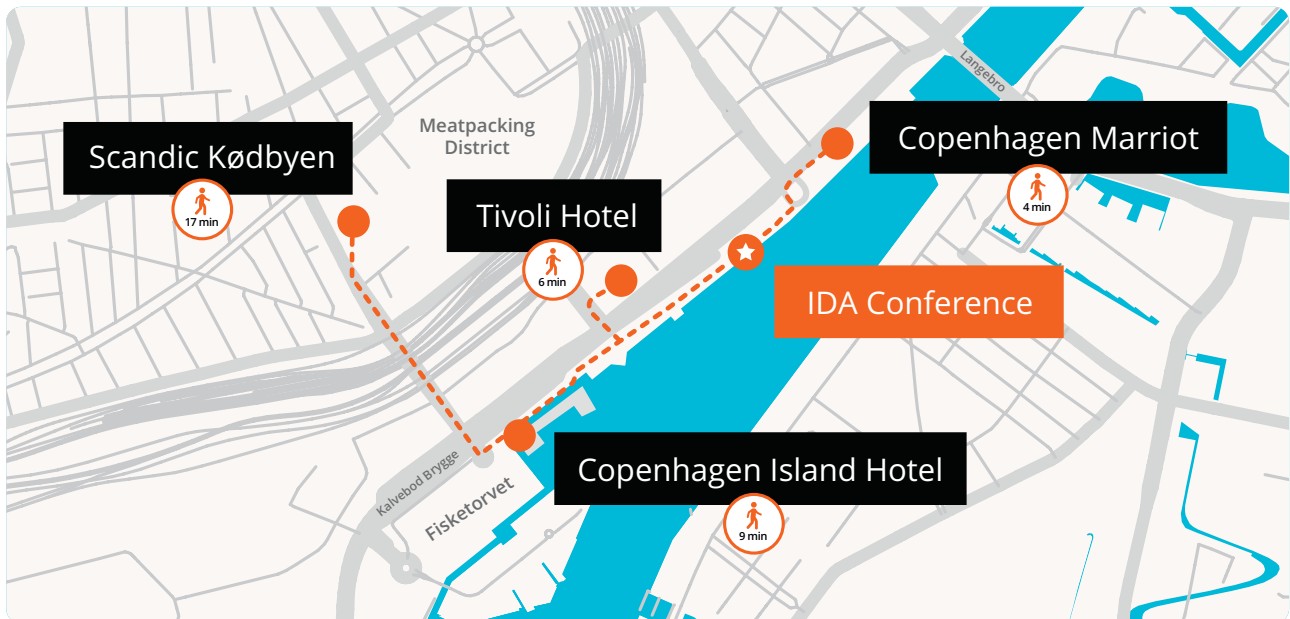 Langebro
Meatpacking
District
Copenhagen Marriot
4 min
Scandic Kødbyen
17 min
Tivoli Hotel
6 min
IDA Conference
Copenhagen Island Hotel
9 min
Kalvebod Brygge
Fisketorvet